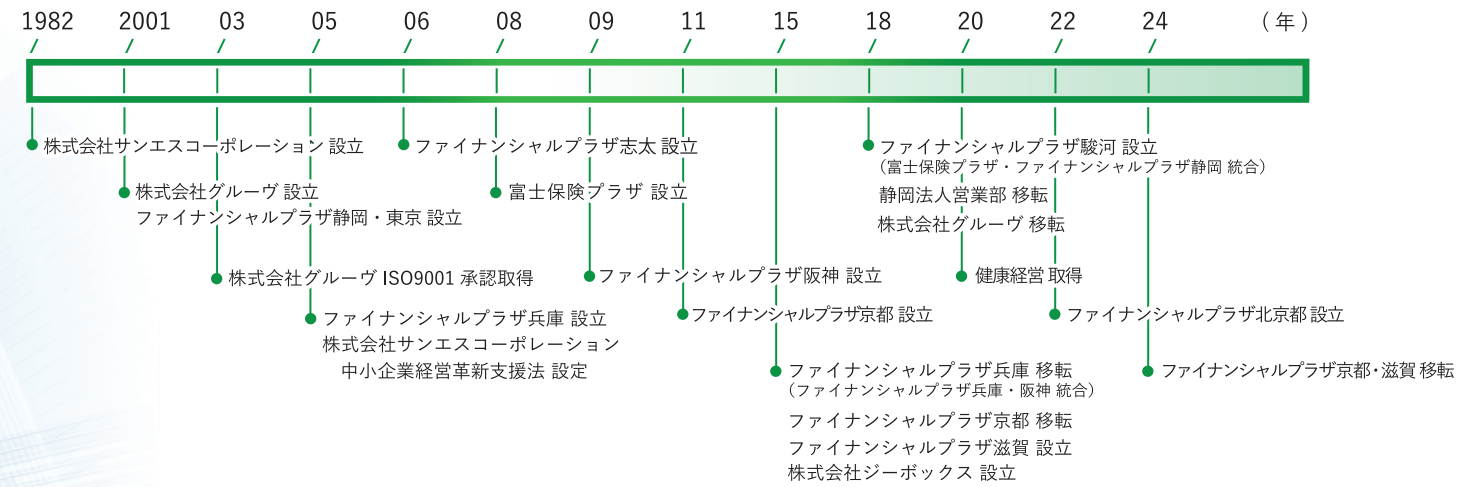 1982 2001 03 05 06 08 09 11 15 18 20 22 24 （年）
株式会社サンエスコーポレーション 設立
株式会社グルーヴ 設立
ファイナンシャルプラザ静岡・東京 設立
株式会社グルーヴ ISO9001 承認取得
ファイナンシャルプラザ兵庫 設立
株式会社サンエスコーポレーション
中小企業経営革新支援法 設定
ファイナンシャルプラザ志太 設立
富士保険プラザ 設立
ファイナンシャルプラザ阪神 設立
ファイナンシャルプラザ京都 設立
ファイナンシャルプラザ兵庫 移転
（ファイナンシャルプラザ兵庫・阪神 統合）
ファイナンシャルプラザ京都 移転
ファイナンシャルプラザ滋賀 設立
株式会社ジーボックス 設立
ファイナンシャルプラザ駿河 設立
（富士保険プラザ・ファイナンシャルプラザ静岡 統合）
静岡法人営業部 移転
株式会社グルーヴ 移転
健康経営 取得
ファイナンシャルプラザ北京都 設立
ファイナンシャルプラザ京都・滋賀 移転